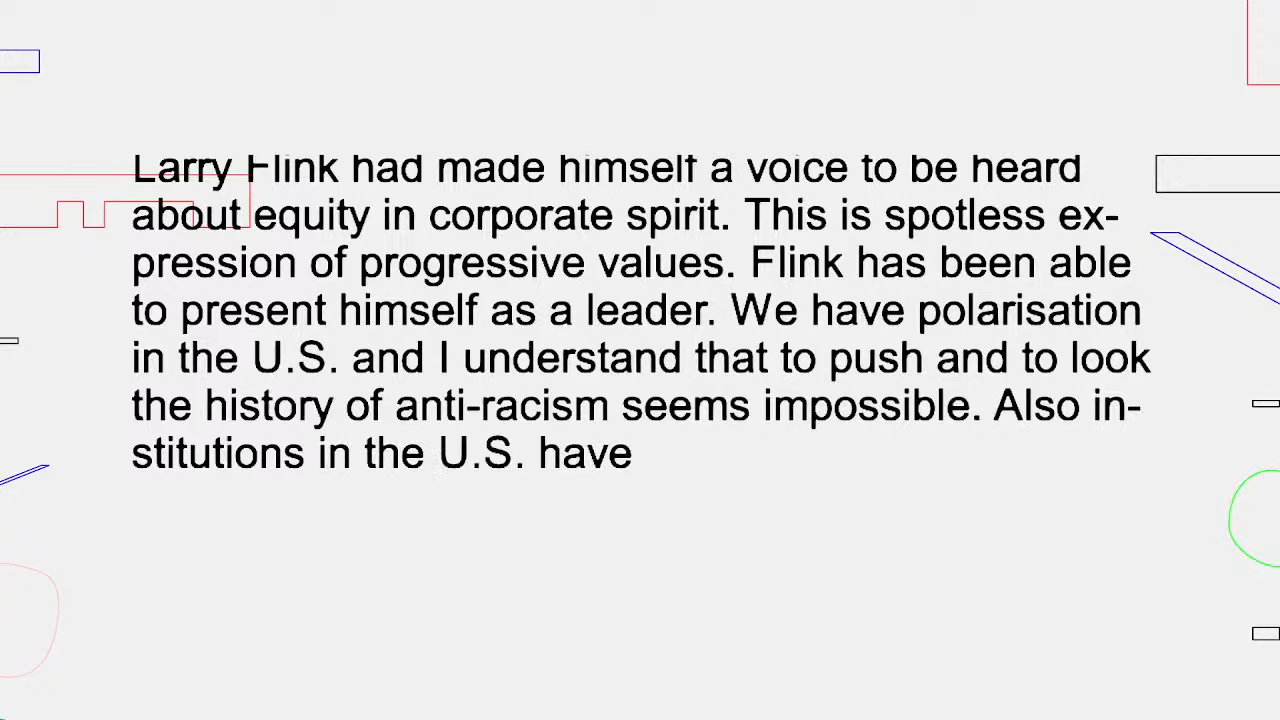 Larry Flink had made himself a voice to be heard
about equity in corporate spirit. This is spotless ex-
pression of progressive values. Flink has been able
to present himself as a leader. We have polarisation
in the U.S. and I understand that to push and to look
the history of anti-racism seems impossible. Also in-
stitutions in the U.S. have